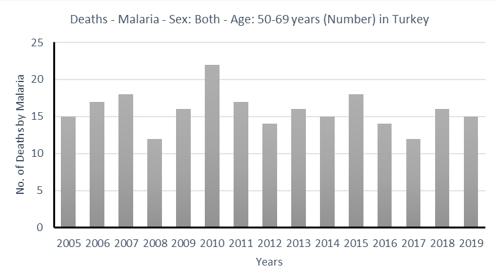 Deaths - Malaria - Sex: Both - Age: 50-69 years (Number) in Turkey
No. of Deaths by Malaria
25
20
15
10
5
0
2005 2006 2007 2008 2009 2010 2011 2012 2013 2014 2015 2016 2017 2018 2019
Years